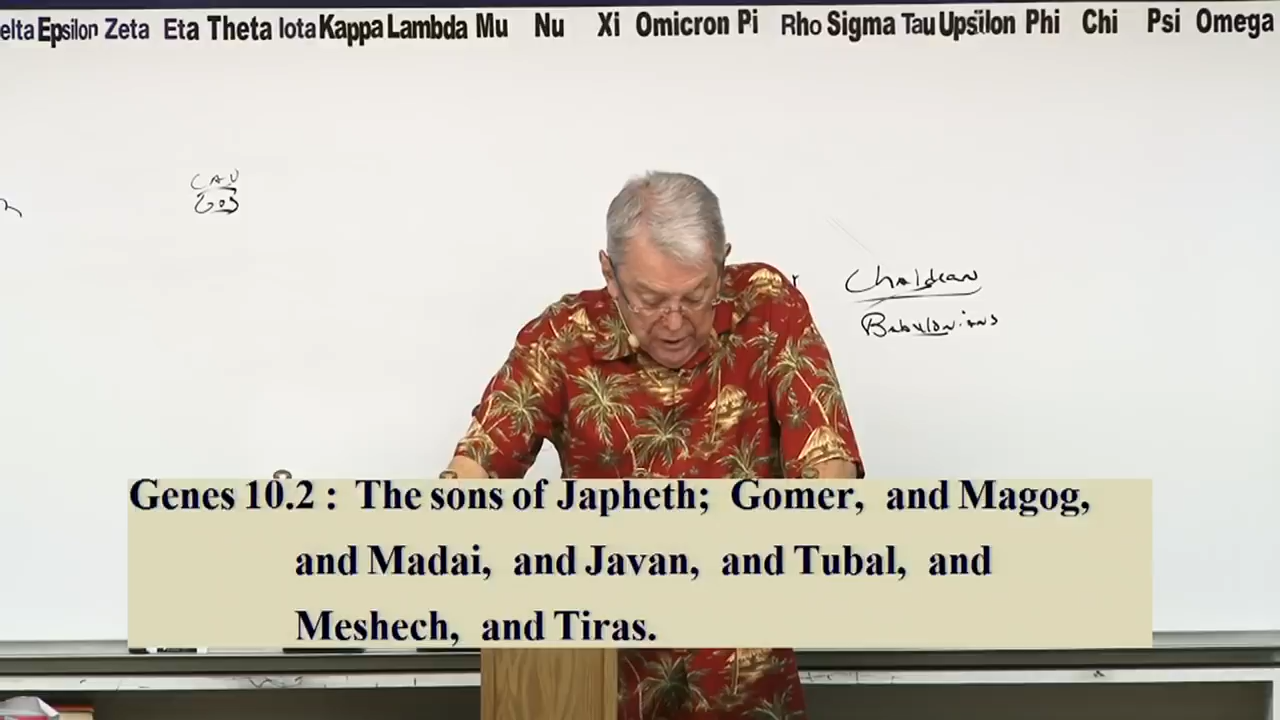 elta Epsilon Zeta Eta Theta Iota Kappa Lambda Mu Nu Xi Omicron Pi Rho Sigma Tau Upsilon Phi Chi Psi Omega
Chaldean
Babylonians
Genes 10.2 : The sons of Japheth; Gomer, and Magog,
and Madai, and Javan, and Tubal, and
Meshech, and Tiras.